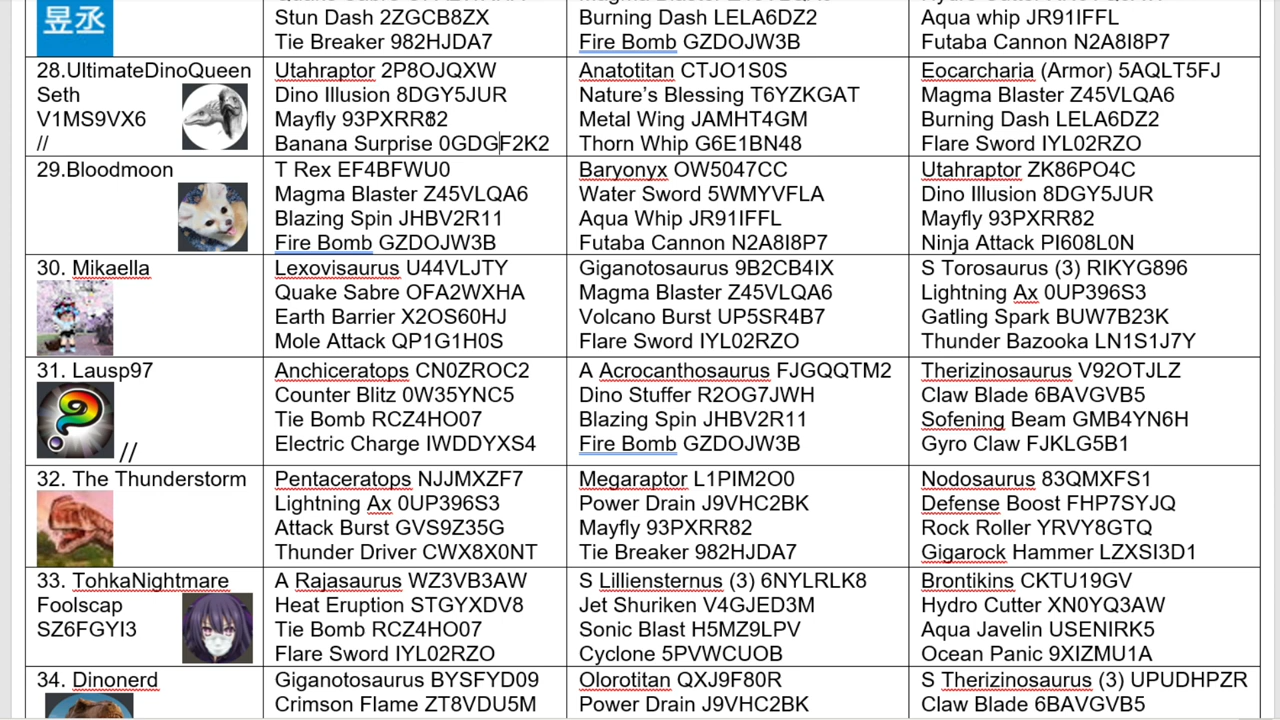 昱丞
Stun Dash 2ZGCB8ZX
Tie Breaker 982HJDA7
Burning Dash LELA6DZ2
Fire Bomb GZDOJW3B
Aqua whip JR91IFFL
Futaba Cannon N2A8I8P7
28.UltimateDinoQueen
Seth
V1MS9VX6
//
Utahraptor 2P8OJQXW
Dino Illusion 8DGY5JUR
Mayfly 93PXRR82
Banana Surprise 0GDGF2K2
Anatotitan CTJO1S0S
Nature’s Blessing T6YZKGAT
Metal Wing JAMHT4GM
Thorn Whip G6E1BN48
Eocarcharia (Armor) 5AQLT5FJ
Magma Blaster Z45VLQA6
Burning Dash LELA6DZ2
Flare Sword IYL02RZO
29.Bloodmoon
T Rex EF4BFWU0
Magma Blaster Z45VLQA6
Blazing Spin JHBV2R11
Fire Bomb GZDOJW3B
Baryonyx OW5047CC
Water Sword 5WMYVFLA
Aqua Whip JR91IFFL
Futaba Cannon N2A8I8P7
Utahraptor ZK86PO4C
Dino Illusion 8DGY5JUR
Mayfly 93PXRR82
Ninja Attack PI608L0N
30. Mikaella
Lexovisaurus U44VLJTY
Quake Sabre OFA2WXHA
Earth Barrier X2OS60HJ
Mole Attack QP1G1H0S
Giganotosaurus 9B2CB4IX
Magma Blaster Z45VLQA6
Volcano Burst UP5SR4B7
Flare Sword IYL02RZO
S Torosaurus (3) RIKYG896
Lightning Ax 0UP396S3
Gatling Spark BUW7B23K
Thunder Bazooka LN1S1J7Y
31. Lausp97
//
Anchiceratops CN0ZROC2
Counter Blitz 0W35YNC5
Tie Bomb RCZ4HO07
Electric Charge IWDDYXS4
A Acrocanthosaurus FJGQQTM2
Dino Stuffer R2OG7JWH
Blazing Spin JHBV2R11
Fire Bomb GZDOJW3B
Therizinosaurus V92OTJLZ
Claw Blade 6BAVGVB5
Sofening Beam GMB4YN6H
Gyro Claw FJKLG5B1
32. The Thunderstorm
Pentaceratops NJJMXZF7
Lightning Ax 0UP396S3
Attack Burst GVS9Z35G
Thunder Driver CWX8X0NT
Megaraptor L1PIM2O0
Power Drain J9VHC2BK
Mayfly 93PXRR82
Tie Breaker 982HJDA7
Nodosaurus 83QMXFS1
Defense Boost FHP7SYJQ
Rock Roller YRVY8GTQ
Gigarock Hammer LZXSI3D1
33. TohkaNightmare
Foolscap
SZ6FGYI3
A Rajasaurus WZ3VB3AW
Heat Eruption STGYXDV8
Tie Bomb RCZ4HO07
Flare Sword IYL02RZO
S Lilliensternus (3) 6NYLRLK8
Jet Shuriken V4GJED3M
Sonic Blast H5MZ9LPV
Cyclone 5PVWCUOB
Brontikins CKTU19GV
Hydro Cutter XN0YQ3AW
Aqua Javelin USENIRK5
Ocean Panic 9XIZMU1A
34. Dinonerd
Giganotosaurus BYSFYD09
Crimson Flame ZT8VDU5M
Olorotitan QXJ9F80R
Power Drain J9VHC2BK
S Therizinosaurus (3) UPUDHPZR
Claw Blade 6BAVGVB5